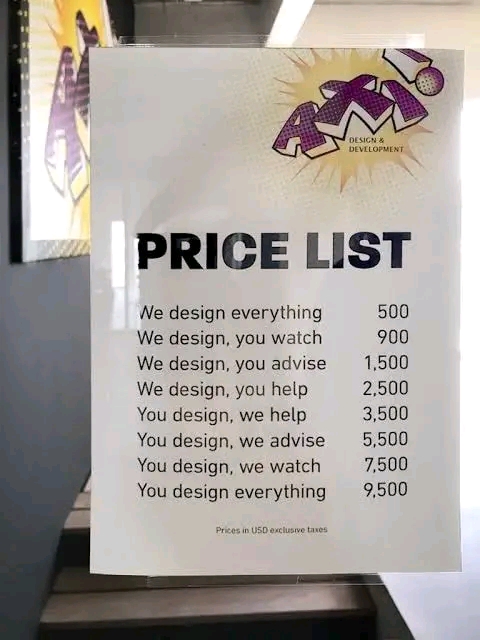 ATM!
DESIGN &
DEVELOPMENT
PRICE LIST
We design everything 500
We design, you watch 900
We design, you advise 1,500
We design, you help 2,500
You design, we help 3,500
You design, we advise 5,500
You design, we watch 7,500
You design everything 9,500
Prices in USD exclusive taxes